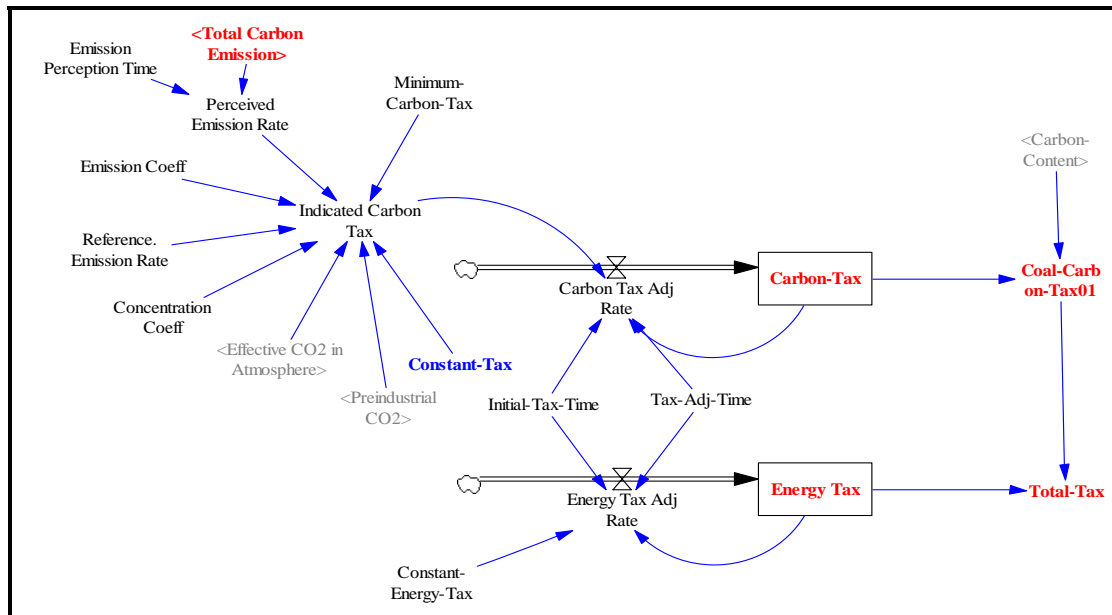 <Total Carbon
Emission>
Emission
Perception Time
Perceived
Emission Rate
Minimum-
Carbon-Tax
<Carbon-
Content>
Emission Coeff
Indicated Carbon
Tax
Reference.
Emission Rate
Concentration
Coeff
<Effective CO2 in
Atmosphere>
<Preindustrial
CO2>
Constant-Tax
Carbon Tax Adj
Rate
Carbon-Tax
Coal-Carb
on-Tax01
Initial-Tax-Time
Tax-Adj-Time
Energy Tax Adj
Rate
Energy Tax
Total-Tax
Constant-
Energy-Tax